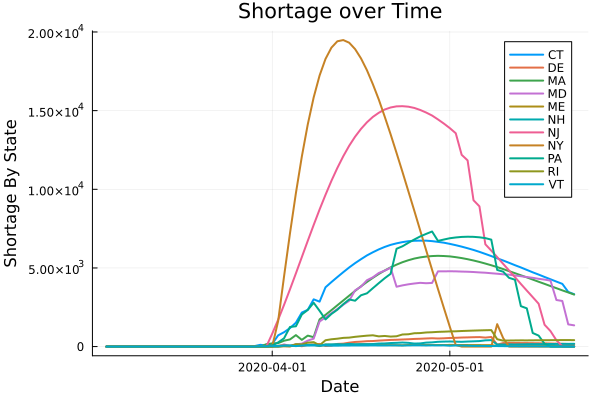 Shortage over Time
Shortage By State
2.00×10⁴
1.50×10⁴
1.00×10⁴
5.00×10³
0
CT
DE
MA
MD
ME
NH
NJ
NY
PA
RI
VT
2020-04-01
2020-05-01
Date